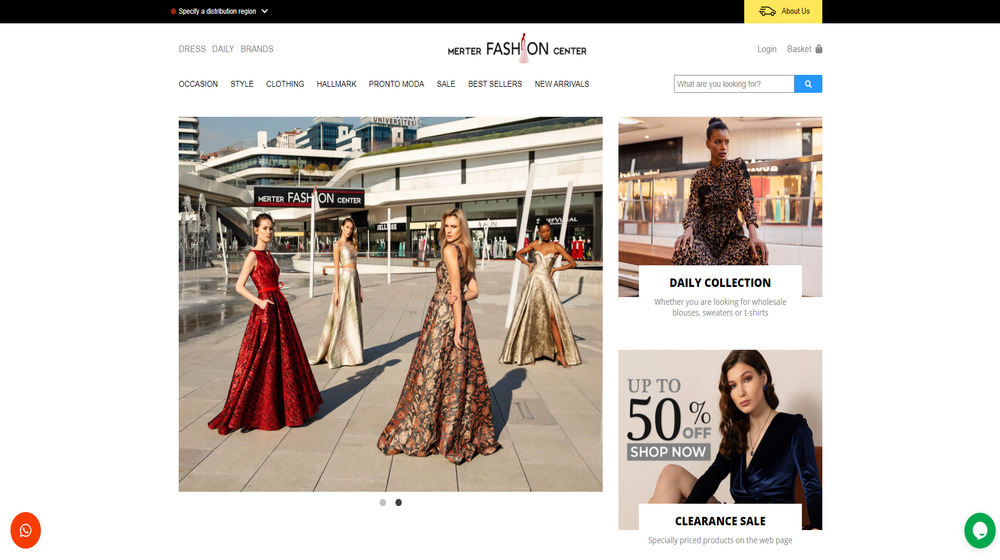 Specify a distribution region
About Us
DRESS DAILY BRANDS
MERTER FASHION CENTER
Login Basket
OCCASION STYLE CLOTHING HALLMARK PRONTO MODA SALE BEST SELLERS NEW ARRIVALS
What are you looking for?
ÜNİVERSİTESİ
MERTER FASHION CENTER
DAILY COLLECTION
Whether you are looking for wholesale
blouses, sweaters or t-shirts
UP TO
50% OFF
SHOP NOW
CLEARANCE SALE
Specially priced products on the web page